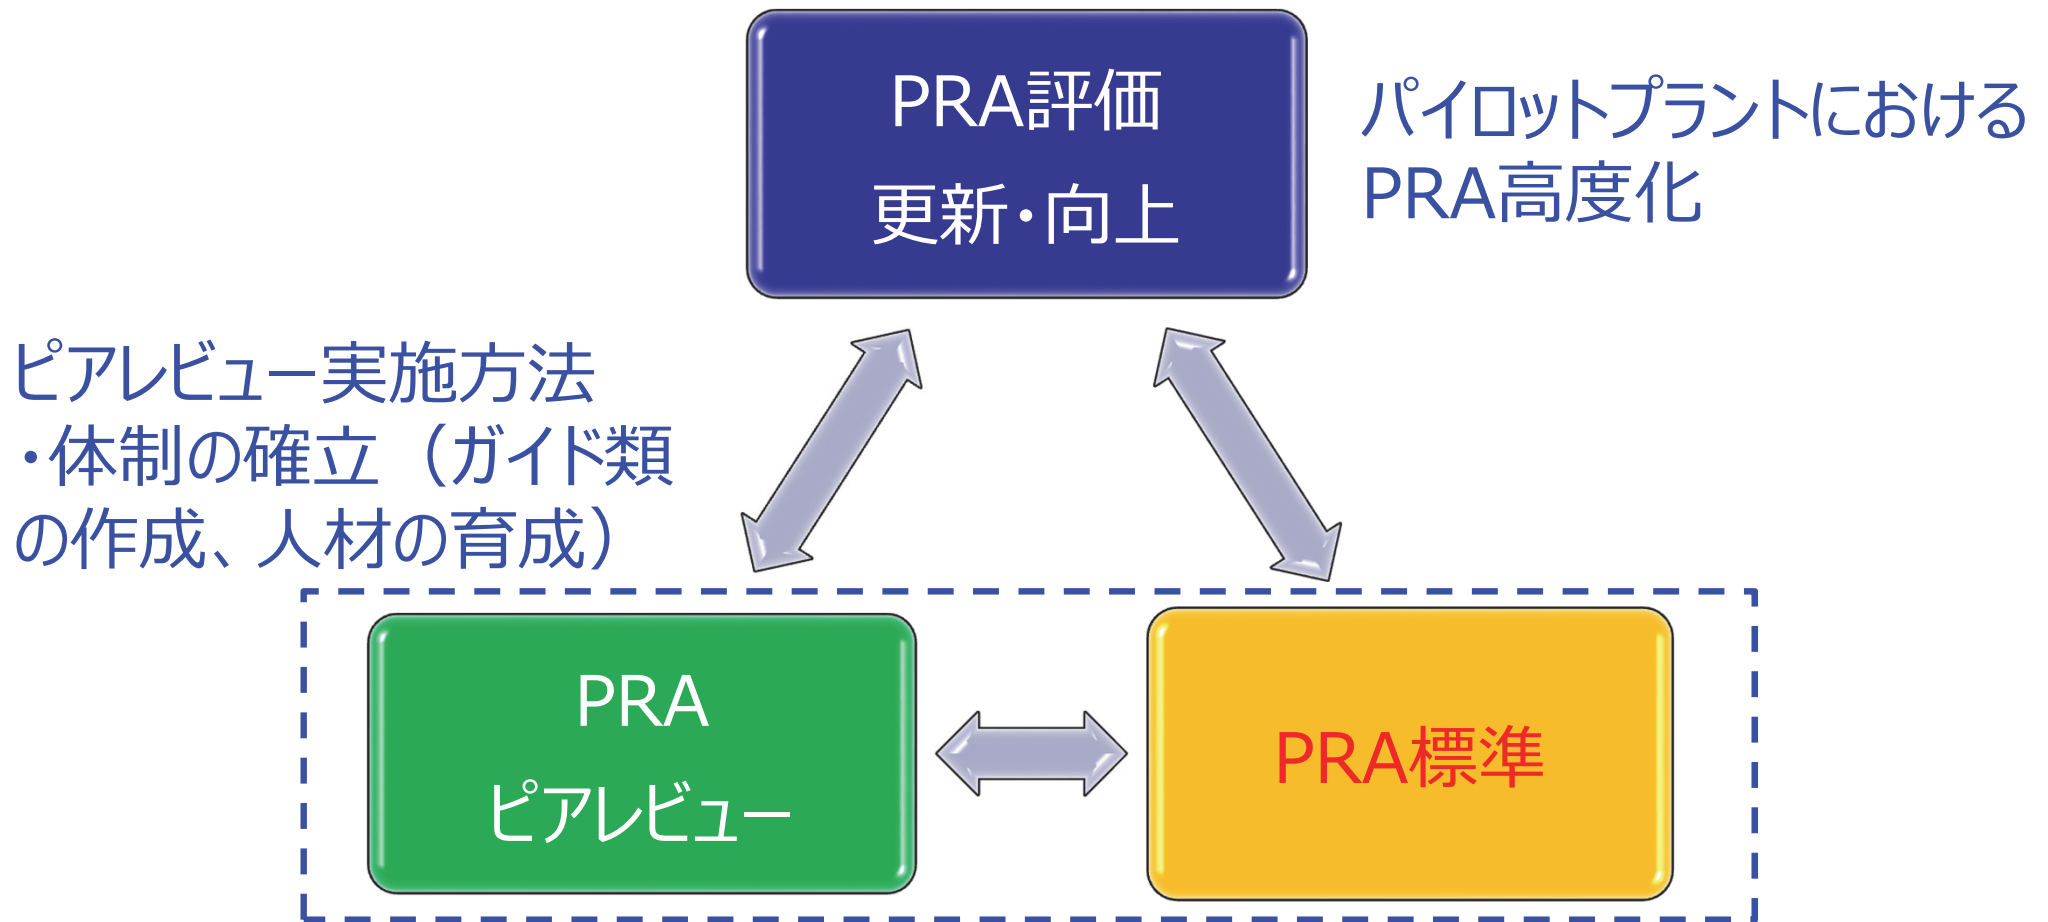 PRA評価
更新・向上
パイロットプラントにおける
PRA高度化
ピアレビュー実施方法
・体制の確立（ガイド類
の作成、人材の育成）
PRA
ピアレビュー
PRA標準